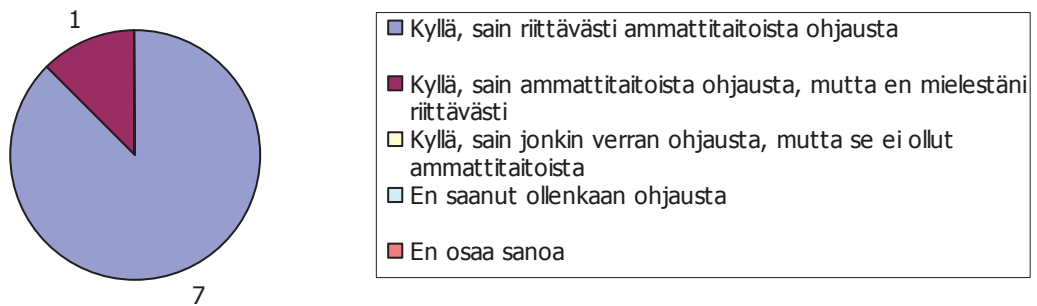 1
7
Kyllä, sain riittävästi ammattitaitoista ohjausta
Kyllä, sain ammattitaitoista ohjausta, mutta en mielestäni
riittävästi
Kyllä, sain jonkin verran ohjausta, mutta se ei ollut
ammattitaitoista
En saanut ollenkaan ohjausta
En osaa sanoa